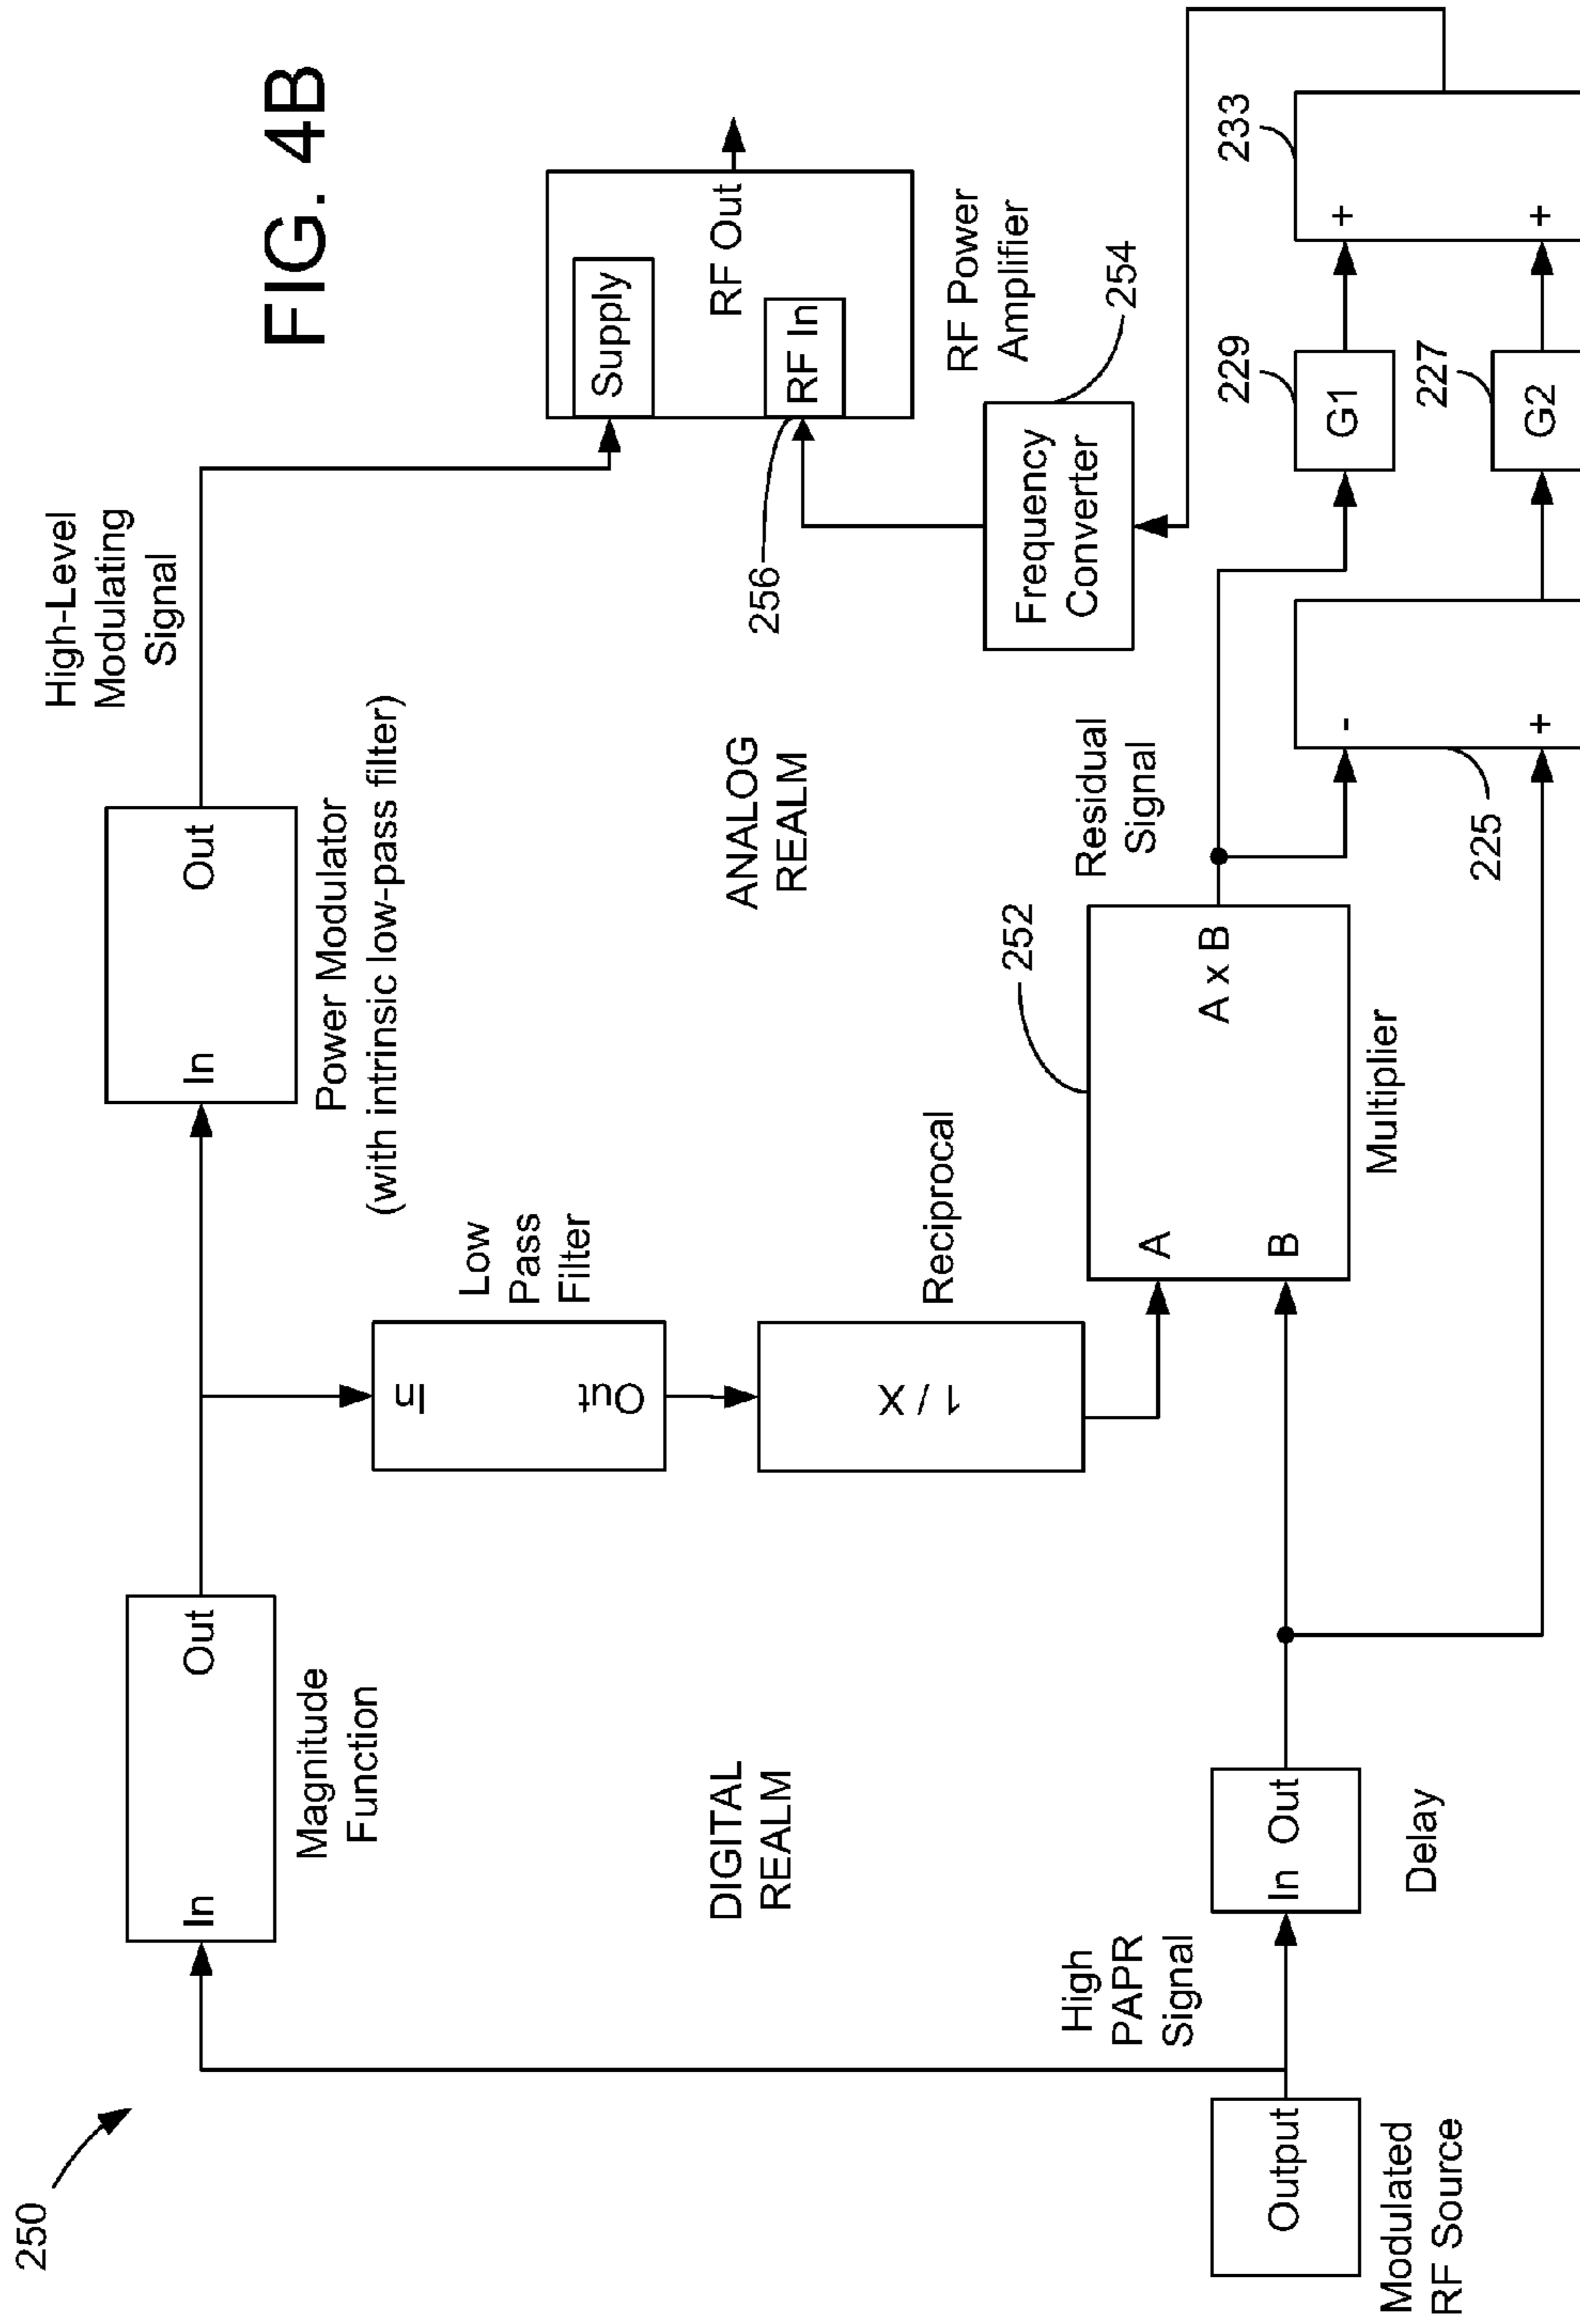 FIG. 4B
250
In
Out
Magnitude
Function
In
Out
Power Modulator
(with intrinsic low-pass filter)
High-Level
Modulating
Signal
Low
Pass
Filter
In
Out
Reciprocal
1 / X
DIGITAL
REALM
ANALOG
REALM
Supply
RF In
RF Out
256
RF Power
Amplifier
254
Frequency
Converter
Output
Modulated
RF Source
High
PAPR
Signal
In Out
Delay
252
A
B
A x B
Multiplier
Residual
Signal
225
-
+
229
G1
227
G2
233
+
+